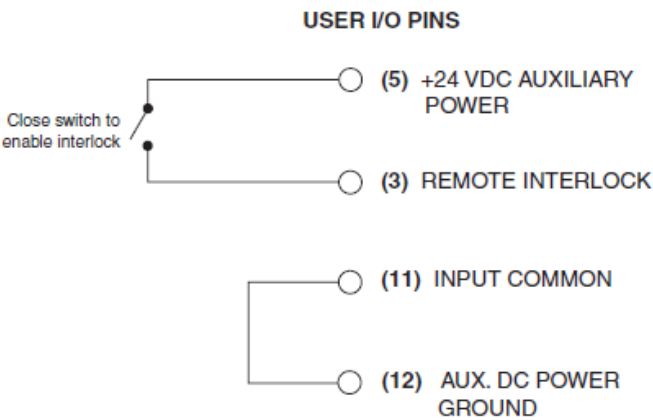 USER I/O PINS
(5) +24 VDC AUXILIARY
POWER
Close switch to
enable interlock
(3) REMOTE INTERLOCK
(11) INPUT COMMON
(12) AUX. DC POWER
GROUND